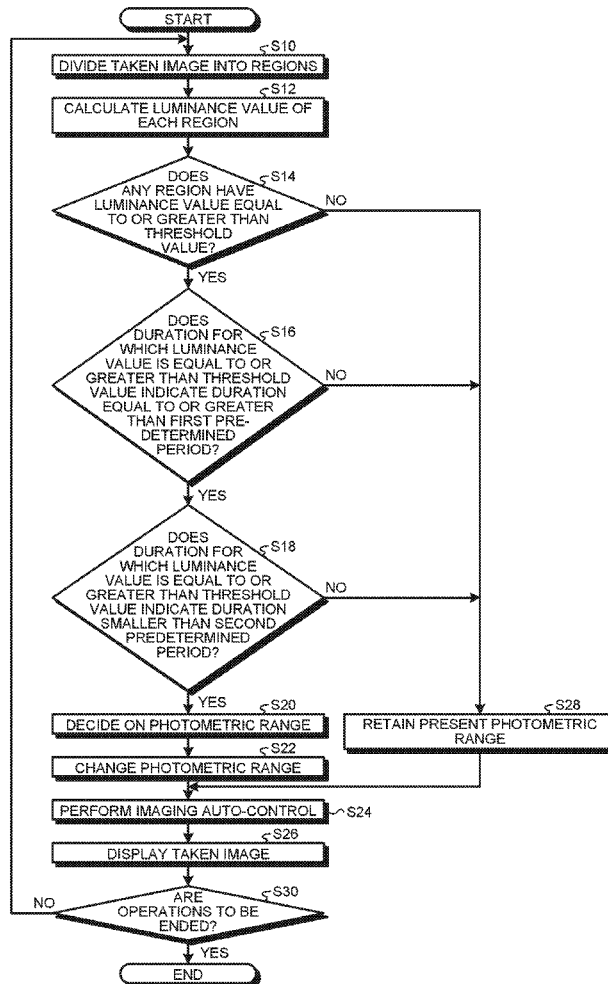 START
S10
DIVIDE TAKEN IMAGE INTO REGIONS
S12
CALCULATE LUMINANCE VALUE OF
EACH REGION
S14
DOES
ANY REGION HAVE
LUMINANCE VALUE EQUAL
TO OR GREATER THAN
THRESHOLD
VALUE?
NO
YES
S16
DOES
DURATION FOR
WHICH LUMINANCE
VALUE IS EQUAL TO OR
GREATER THAN THRESHOLD
VALUE INDICATE DURATION
EQUAL TO OR GREATER
THAN FIRST PRE-
DETERMINED
PERIOD?
NO
YES
S18
DOES
DURATION FOR
WHICH LUMINANCE
VALUE IS EQUAL TO OR
GREATER THAN THRESHOLD
VALUE INDICATE DURATION
SMALLER THAN SECOND
PREDETERMINED
PERIOD?
NO
YES
S20
DECIDE ON PHOTOMETRIC RANGE
S28
RETAIN PRESENT PHOTOMETRIC
RANGE
S22
CHANGE PHOTOMETRIC RANGE
PERFORM IMAGING AUTO-CONTROL
S24
S26
DISPLAY TAKEN IMAGE
S30
ARE
OPERATIONS TO BE
ENDED?
NO
YES
END